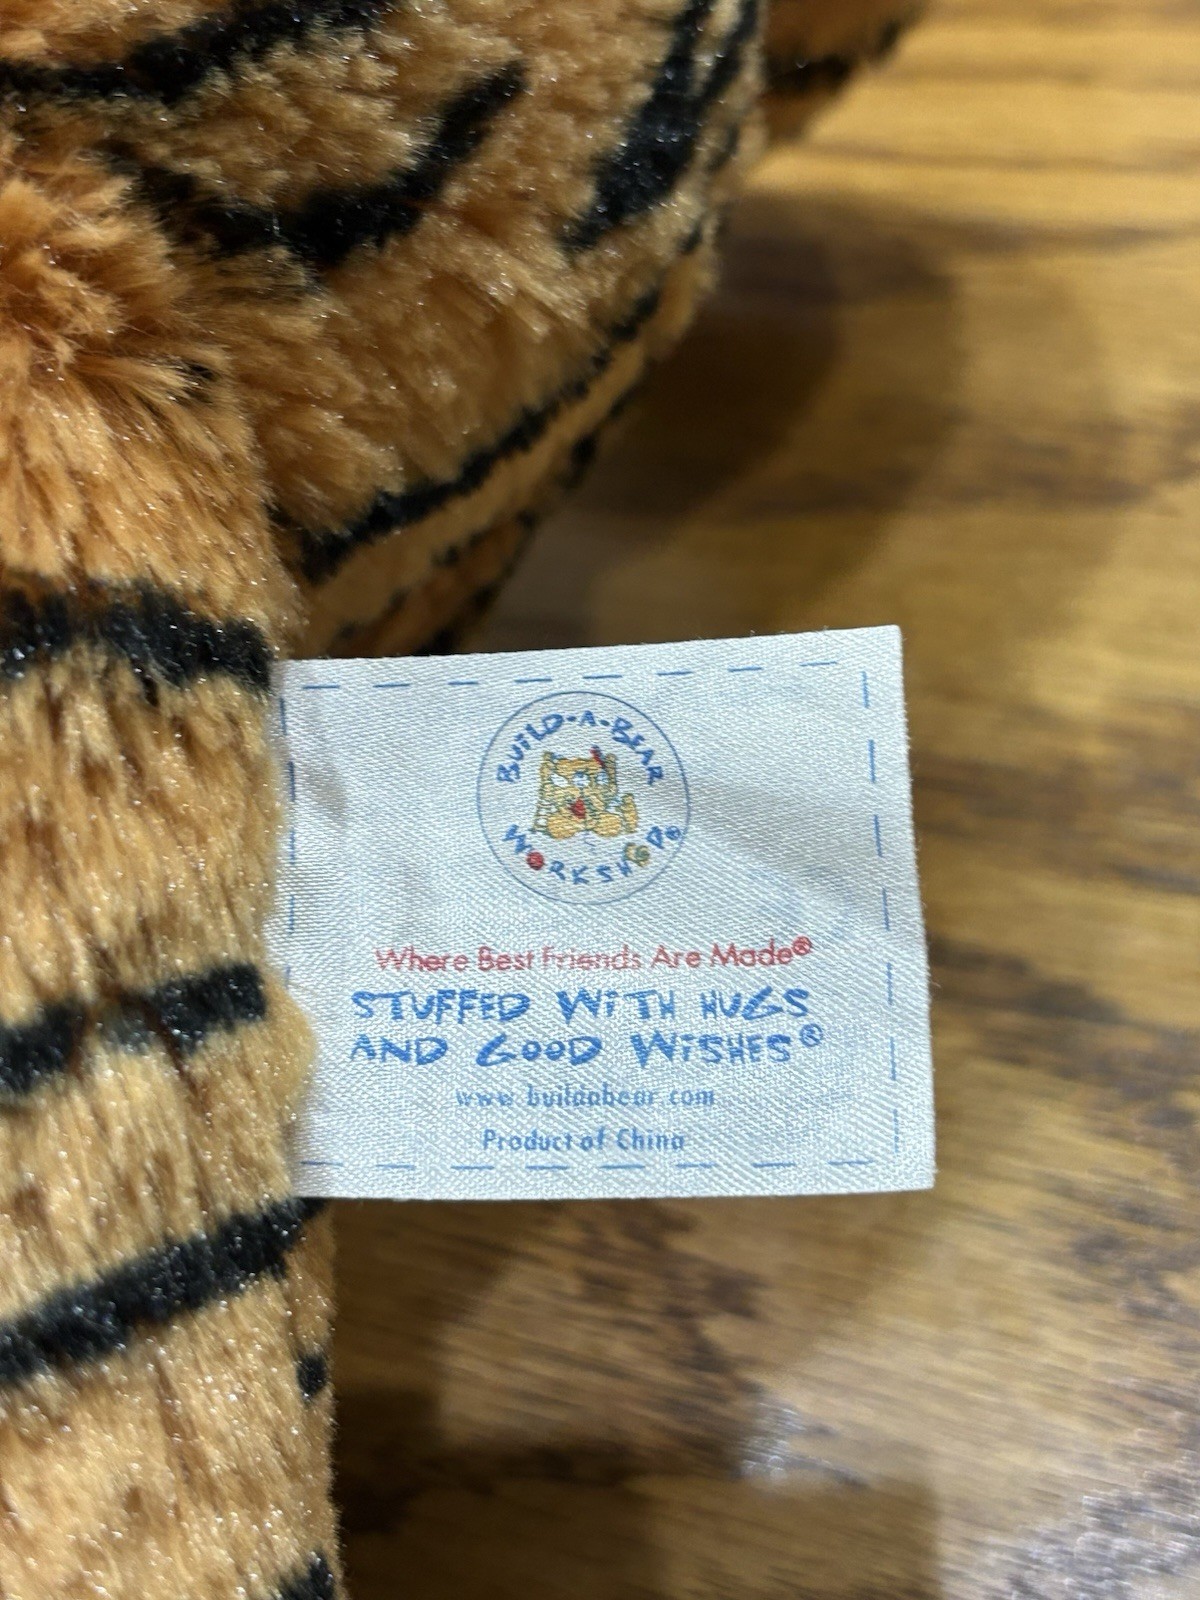 BUILD-A-BEAR
WORKSHOP®
Where Best Friends Are Made®
STUFFED WITH HUGS
AND GOOD WISHES®
www.buildabear.com
Product of China